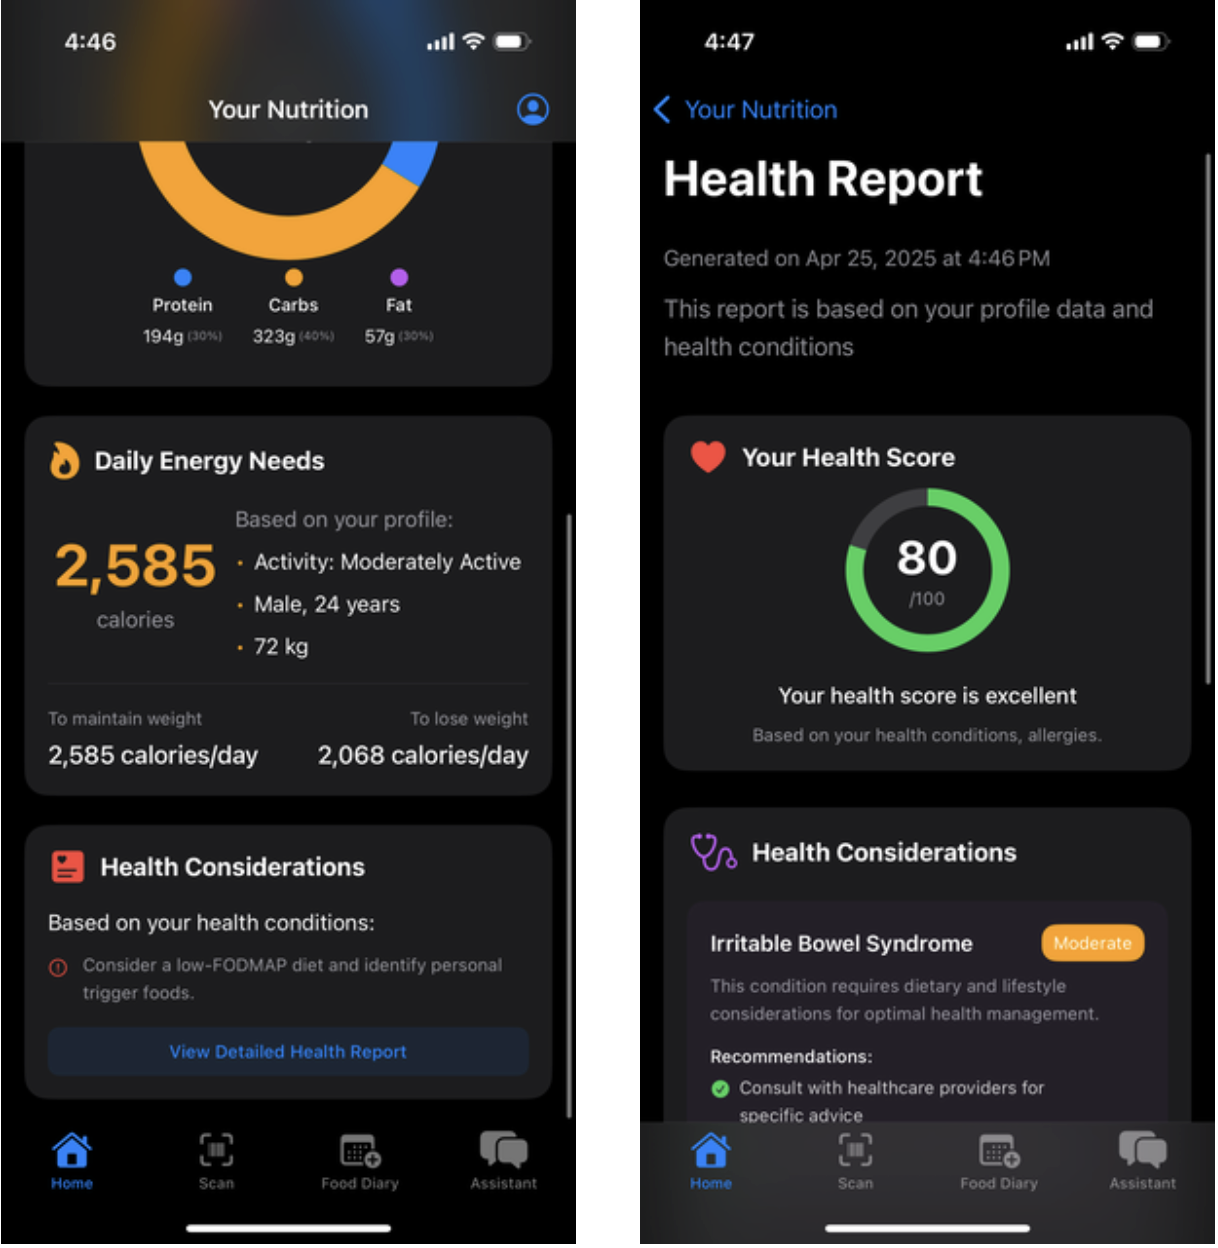 4:46
Your Nutrition
Protein
Carbs
Fat
194g (30%)
323g (40%)
57g (30%)
Daily Energy Needs
2,585
calories
Based on your profile:
• Activity: Moderately Active
• Male, 24 years
• 72 kg
To maintain weight
To lose weight
2,585 calories/day
2,068 calories/day
Health Considerations
Based on your health conditions:
Consider a low-FODMAP diet and identify personal
trigger foods.
View Detailed Health Report
Home
Scan
Food Diary
Assistant
4:47
Your Nutrition
Health Report
Generated on Apr 25, 2025 at 4:46 PM
This report is based on your profile data and
health conditions
Your Health Score
80
/100
Your health score is excellent
Based on your health conditions, allergies.
Health Considerations
Irritable Bowel Syndrome
Moderate
This condition requires dietary and lifestyle
considerations for optimal health management.
Recommendations:
Consult with healthcare providers for
specific advice
Home
Scan
Food Diary
Assistant